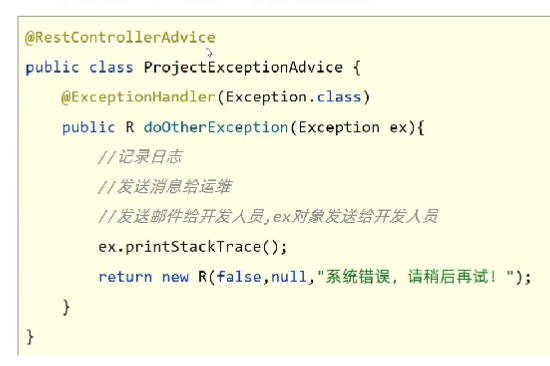 @RestControllerAdvice
public class ProjectExceptionAdvice {
    @ExceptionHandler(Exception.class)
    public R doOtherException(Exception ex){
        //记录日志
        //发送消息给运维
        //发送邮件给开发人员,ex对象发送给开发人员
        ex.printStackTrace();
        return new R(false,null,"系统错误，请稍后再试！");
    }
}